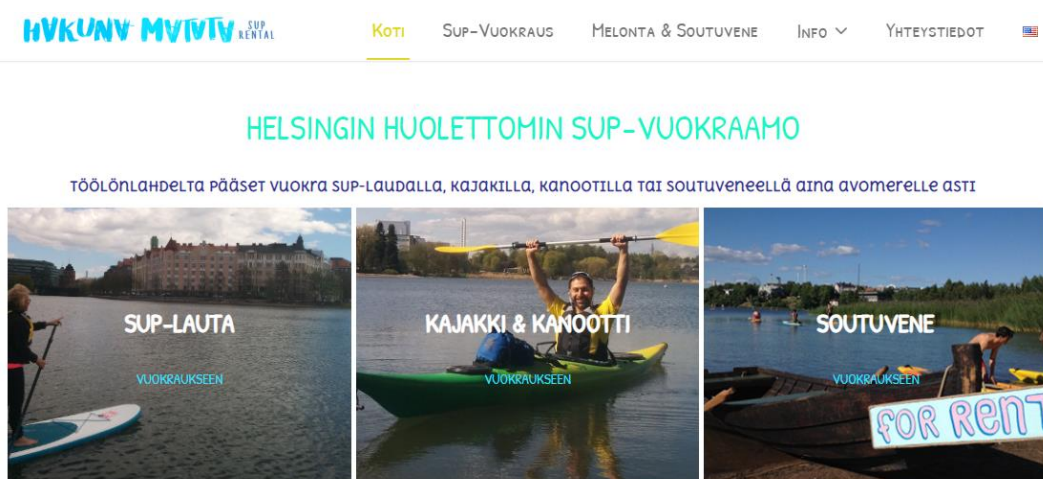 HAKUNA MATATA SUP RENTAL
Koti Sup-Vuokraus Melonta & Soutuvene Info Yhteystiedot
HELSINGIN HUOLETTOMIN SUP-VUOKRAAMO
Töölönlahdelta pääset vuokra SUP-laudalla, kajakilla, kanootilla tai soutuveneellä aina avomerelle asti
SUP-LAUTA
VUOKRAUKSEEN
KAJAKKI & KANOOTTI
VUOKRAUKSEEN
SOUTUVENE
VUOKRAUKSEEN
FOR RENT